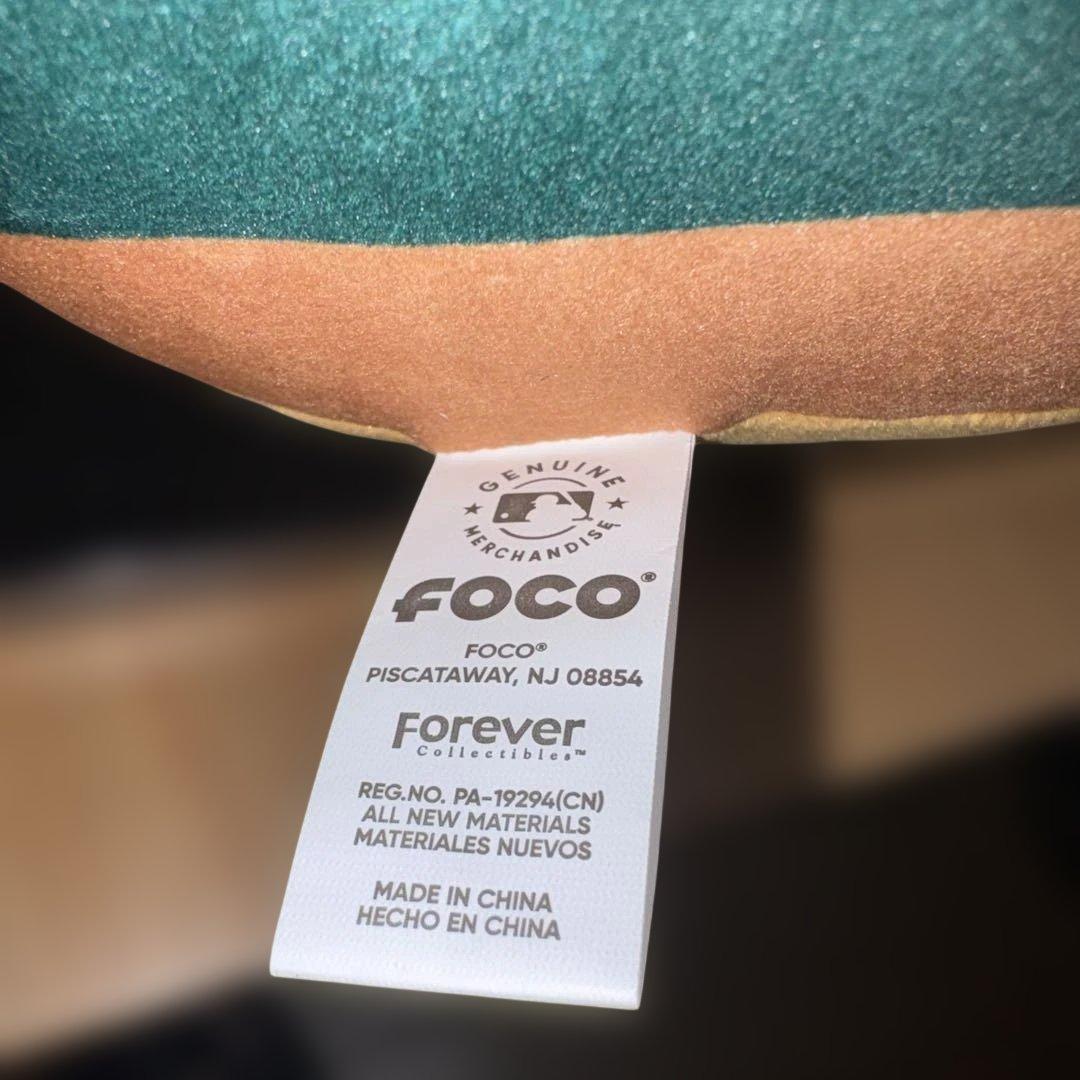 GENUINE
MERCHANDISE
FOCO®
FOCO®
PISCATAWAY, NJ 08854
Forever
Collectibles™
REG.NO. PA-19294(CN)
ALL NEW MATERIALS
MATERIALES NUEVOS
MADE IN CHINA
HECHO EN CHINA